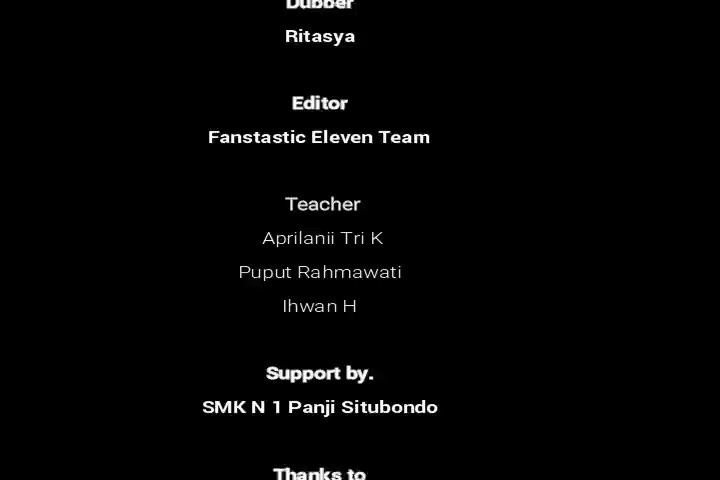 Dubber
Ritasya
Editor
Fanstastic Eleven Team
Teacher
Aprilanii Tri K
Puput Rahmawati
Ihwan H
Support by.
SMK N 1 Panji Situbondo
Thanks to